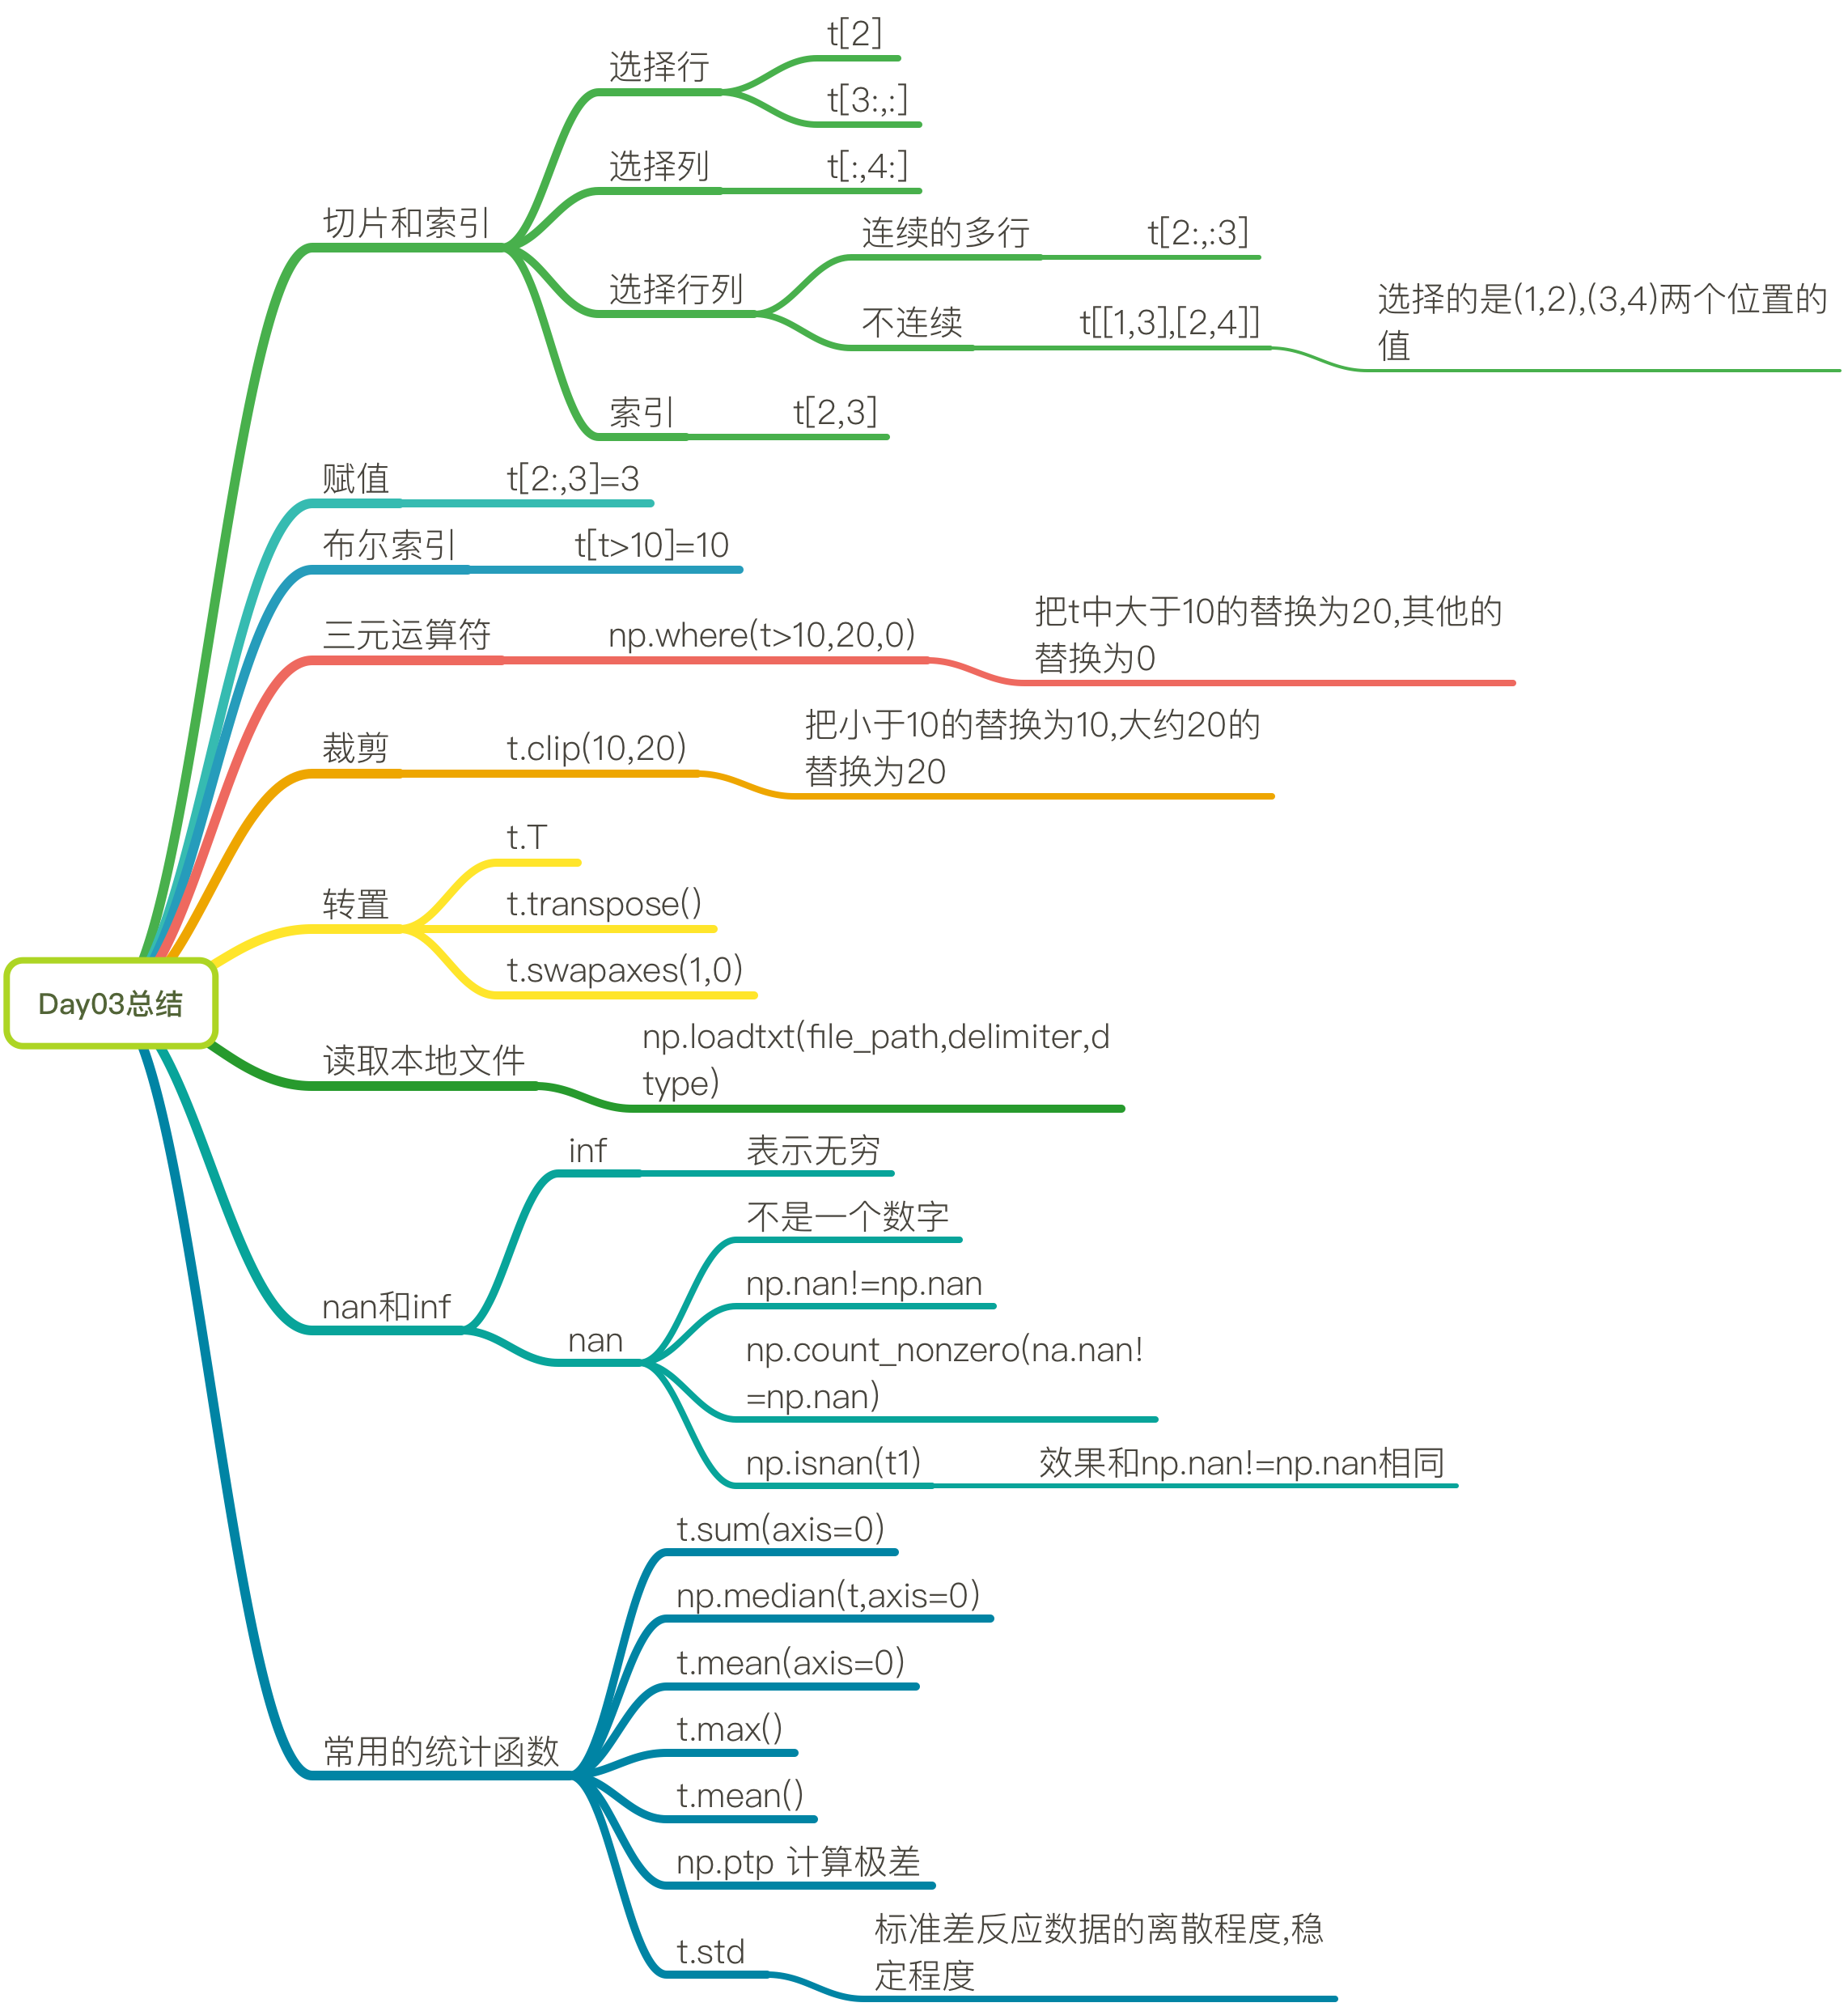 Day03总结
切片和索引
选择行
t[2]
t[3:,:]
选择列
t[:,4:]
选择行列
连续的多行
t[2:,:3]
不连续
t[[1,3],[2,4]]
选择的是(1,2),(3,4)两个位置的
值
索引
t[2,3]
赋值
t[2:,3]=3
布尔索引
t[t>10]=10
三元运算符
np.where(t>10,20,0)
把t中大于10的替换为20,其他的
替换为0
裁剪
t.clip(10,20)
把小于10的替换为10,大约20的
替换为20
转置
t.T
t.transpose()
t.swapaxes(1,0)
读取本地文件
np.loadtxt(file_path,delimiter,d
type)
nan和inf
inf
表示无穷
nan
不是一个数字
np.nan!=np.nan
np.count_nonzero(na.nan!
=np.nan)
np.isnan(t1)
效果和np.nan!=np.nan相同
常用的统计函数
t.sum(axis=0)
np.median(t,axis=0)
t.mean(axis=0)
t.max()
t.mean()
np.ptp 计算极差
t.std
标准差反应数据的离散程度,稳
定程度